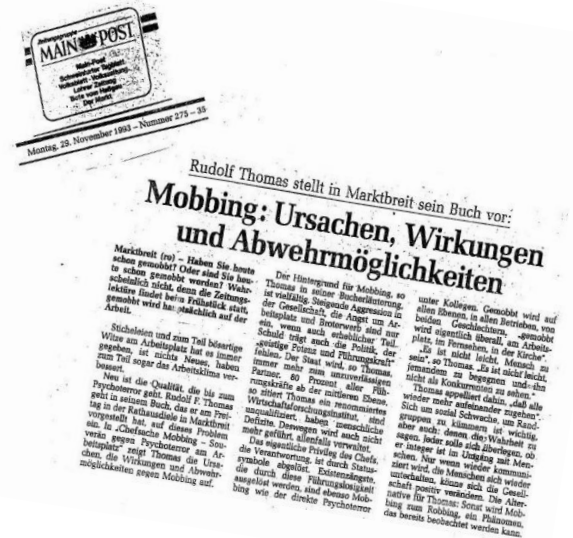 Zeitungsgruppe
MAIN POST
Main-Post
Schweinfurter Tagblatt
Volksblatt · Volkszeitung
Lohrer Zeitung
Bote vom Haßgau
Der Markt
Montag, 29. November 1993 – Nummer 275 – 35
Rudolf Thomas stellt in Marktbreit sein Buch vor:
Mobbing: Ursachen, Wirkungen
und Abwehrmöglichkeiten
Marktbreit (ro) – Haben Sie heute
schon gemobbt? Oder sind Sie heu-
te schon gemobbt worden? Wahr-
scheinlich nicht, denn die Zeitungs-
lektüre findet beim Frühstück statt,
gemobbt wird hauptsächlich auf der
Arbeit.
Sticheleien und zum Teil bösartige
Witze am Arbeitsplatz hat es immer
gegeben, ist nichts Neues, haben
zum Teil sogar das Arbeitsklima ver-
bessert.
Neu ist die Qualität, die bis zum
Psychoterror geht. Rudolf F. Thomas
geht in seinem Buch, das er am Frei-
tag in der Rathausdiele in Marktbreit
vorgestellt hat, auf dieses Problem
ein. In „Chefsache Mobbing – Sou-
verän gegen Psychoterror am Ar-
beitsplatz" zeigt Thomas die Ursa-
chen, die Wirkungen und Abwehr-
möglichkeiten gegen Mobbing auf.
Der Hintergrund für Mobbing, so
Thomas in seiner Bucherläuterung,
ist vielfältig. Steigende Aggression in
der Gesellschaft, die Angst um Ar-
beitsplatz und Broterwerb sind nur
ein, wenn auch erheblicher Teil.
Schuld trägt auch die Politik, der
„geistige Potenz und Führungskraft"
fehlen. Der Staat wird, so Thomas,
immer mehr zum unzuverlässigen
Partner. 80 Prozent aller Füh-
rungskräfte ab der mittleren Ebene,
so zitiert Thomas ein renommiertes
Wirtschaftsforschungsinstitut, sind
unqualifiziert, haben menschliche
Defizite. Deswegen wird auch nicht
mehr geführt, allenfalls verwaltet.
Das eigentliche Privileg des Chefs,
die Verantwortung, ist durch Status-
symbole abgelöst. Existenzängste,
die durch diese Führungslosigkeit
ausgelöst werden, sind ebenso Mob-
bing wie der direkte Psychoterror
unter Kollegen. Gemobbt wird auf
allen Ebenen, in allen Betrieben, von
beiden Geschlechtern, „gemobbt
wird eigentlich überall, am Arbeits-
platz, im Fernsehen, in der Kirche".
„Es ist nicht leicht, Mensch zu
sein", so Thomas. „Es ist nicht leicht,
jemandem zu begegnen und ihn
nicht als Konkurrenten zu sehen."
Thomas appelliert dahin, „daß alle
wieder mehr aufeinander zugehen.
Sich um sozial Schwache, um Rand-
gruppen zu kümmern ist wichtig,
aber auch: denen die Wahrheit zu
sagen. Jeder solle sich überlegen, ob
er integer ist im Umgang mit Men-
schen. Nur wenn wieder kommuni-
ziert wird, die Menschen sich wieder
unterhalten, könne sich die Gesell-
schaft positiv verändern. Die Alter-
native für Thomas: Sonst wird Mob-
bing zum Robbing, ein Phänomen,
das bereits beobachtet werden kann.